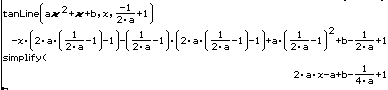 tanLine(a𝒙²+𝒙+b,x,-1/(2·a)+1)
-x·(2·a·(1/(2·a)-1)-1)-(1/(2·a)-1)·(2·a·(1/(2·a)-1)-1)+a·(1/(2·a)-1)²+b-1/(2·a)+1
simplify(
2·a·x-a+b-1/(4·a)+1